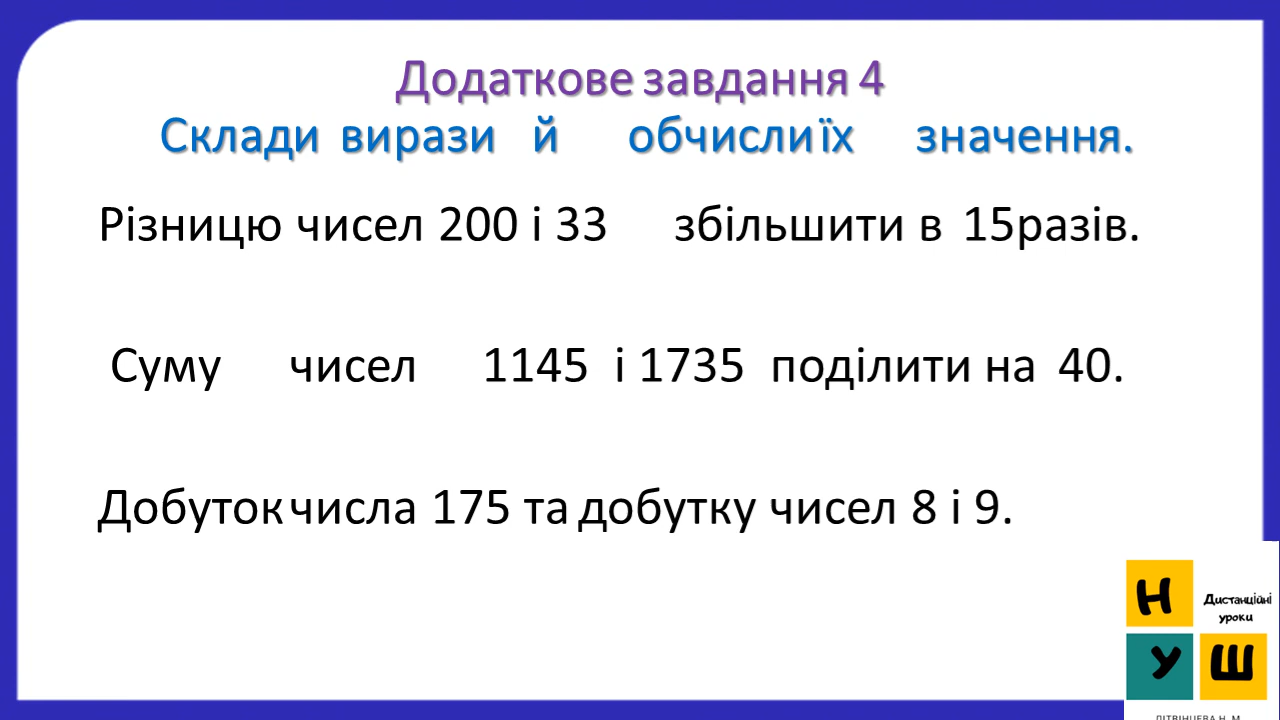 Додаткове завдання 4
Склади вирази й обчисли їх значення.
Різницю чисел 200 і 33 збільшити в 15разів.
Суму чисел 1145 і 1735 поділити на 40.
Добуток числа 175 та добутку чисел 8 і 9.
Н
Дистанційні
уроки
У Ш
ЛІТВІНЦЕВА Н. М.